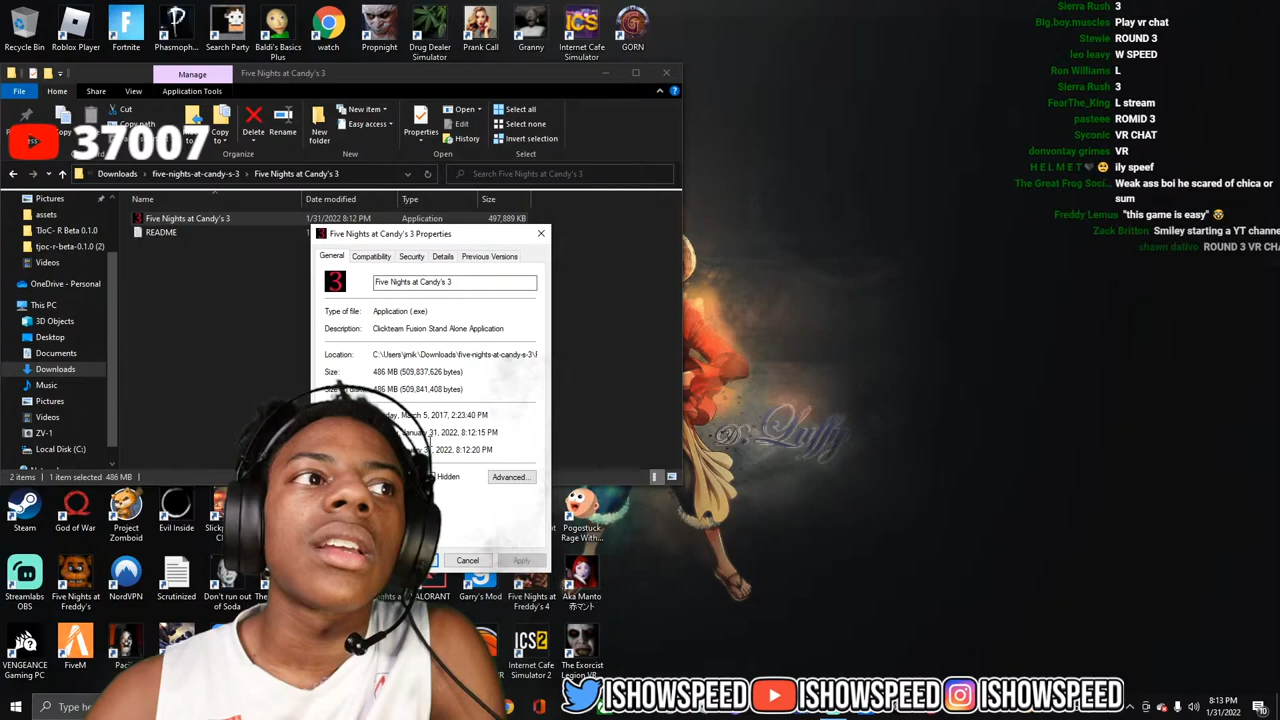 Recycle Bin
Roblox Player
Fortnite
Phasmoph...
Search Party
Baldi's Basics Plus
watch
Propnight
Drug Dealer Simulator
Prank Call
Granny
Internet Cafe Simulator
GORN
Manage
Five Nights at Candy's 3
File
Home
Share
View
Application Tools
Cut
Copy path
Delete
Rename
New folder
New item
Easy access
Properties
Open
Edit
History
Select all
Select none
Invert selection
Organize
New
Open
Select
37007
Downloads
five-nights-at-candy-s-3
Five Nights at Candy's 3
Search Five Nights at Candy's 3
Name
Date modified
Type
Size
Five Nights at Candy's 3
1/31/2022 8:12 PM
Application
497,889 KB
README
Pictures
assets
TJoC- R Beta 0.1.0
tjoc-r-beta-0.1.0 (2)
Videos
OneDrive - Personal
This PC
3D Objects
Desktop
Documents
Downloads
Music
Pictures
Videos
ZV-1
Local Disk (C:)
2 items
1 item selected 486 MB
Five Nights at Candy's 3 Properties
General
Compatibility
Security
Details
Previous Versions
3
Five Nights at Candy's 3
Type of file:
Application (.exe)
Description:
Clickteam Fusion Stand Alone Application
Location:
C:\Users\jmik\Downloads\five-nights-at-candy-s-3\F
Size:
486 MB (509,837,626 bytes)
486 MB (509,841,408 bytes)
March 5, 2017, 2:23:40 PM
January 31, 2022, 8:12:15 PM
2022, 8:12:20 PM
Hidden
Advanced...
Cancel
Apply
Steam
God of War
Project Zomboid
Evil Inside
Pogostuck Rage With...
Streamlabs OBS
Five Nights at Freddy's
NordVPN
Scrutinized
Don't run out of Soda
VALORANT
Garry's Mod
Five Nights at Freddy's 4
Aka Manto 赤マント
VENGEANCE Gaming PC
FiveM
ICS2
Internet Cafe Simulator 2
The Exorcist Legion VR
Luffy
Sierra Rush 3
Big.boy.muscles Play vr chat
Stewie ROUND 3
leo leavy W SPEED
Ron Williams L
Sierra Rush 3
FearThe_King L stream
pasteee ROMID 3
Syconic VR CHAT
donvontay grimes VR
H E L M E T 🖤 🥺 ily speef
The Great Frog Soci... Weak ass boi he scared of chica or sum
Freddy Lemus "this game is easy" 🤓
Zack Britton Smiley starting a YT channe
shawn dativo ROUND 3 VR CHA
ISHOWSPEED
ISHOWSPEED
ISHOWSPEED
Type he
8:13 PM
1/31/2022